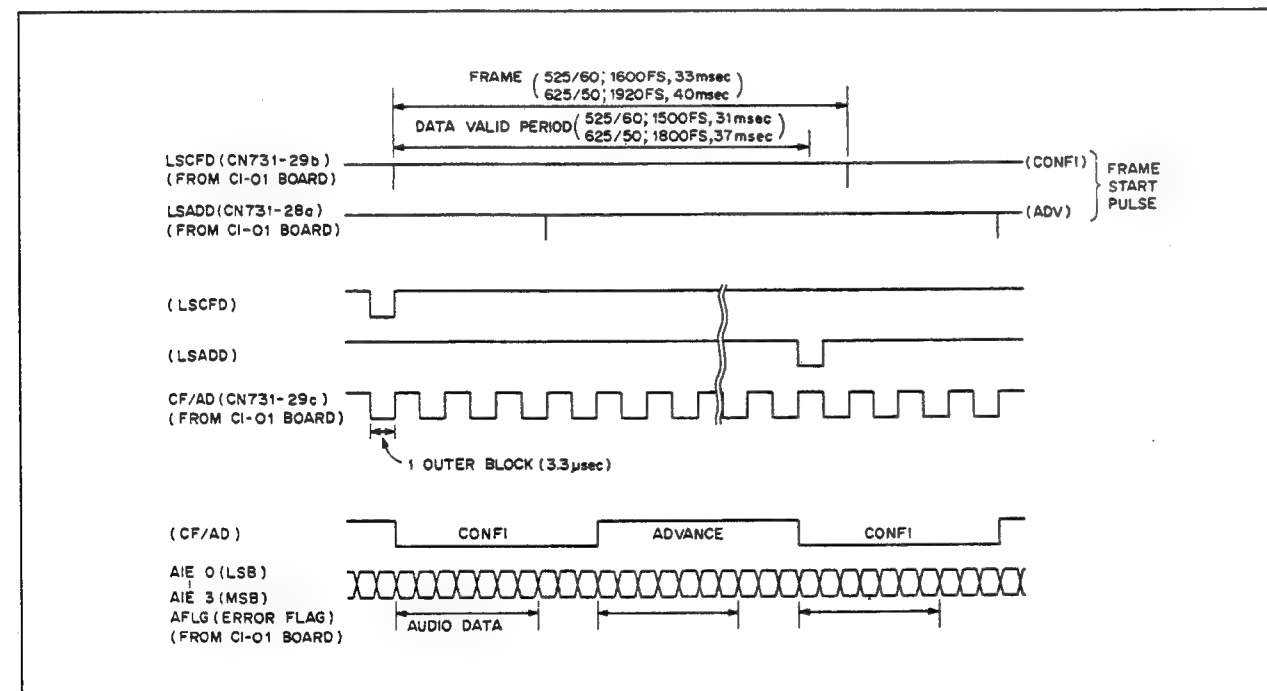 FRAME ( 525/60; 1600FS, 33msec
625/50; 1920FS, 40msec )
DATA VALID PERIOD ( 525/60; 1500FS, 31msec
625/50; 1800FS, 37msec )
LSCFD (CN731-29b)
(FROM CI-01 BOARD)
(CONFI)
LSADD(CN731-28a)
(FROM CI-01 BOARD)
(ADV)
FRAME
START
PULSE
(LSCFD)
(LSADD)
CF/AD(CN731-29c)
(FROM CI-01 BOARD)
1 OUTER BLOCK (3.3µsec)
(CF/AD)
CONFI
ADVANCE
CONFI
AIE 0 (LSB)
AIE 3 (MSB)
AFLG (ERROR FLAG)
(FROM CI-01 BOARD)
AUDIO DATA